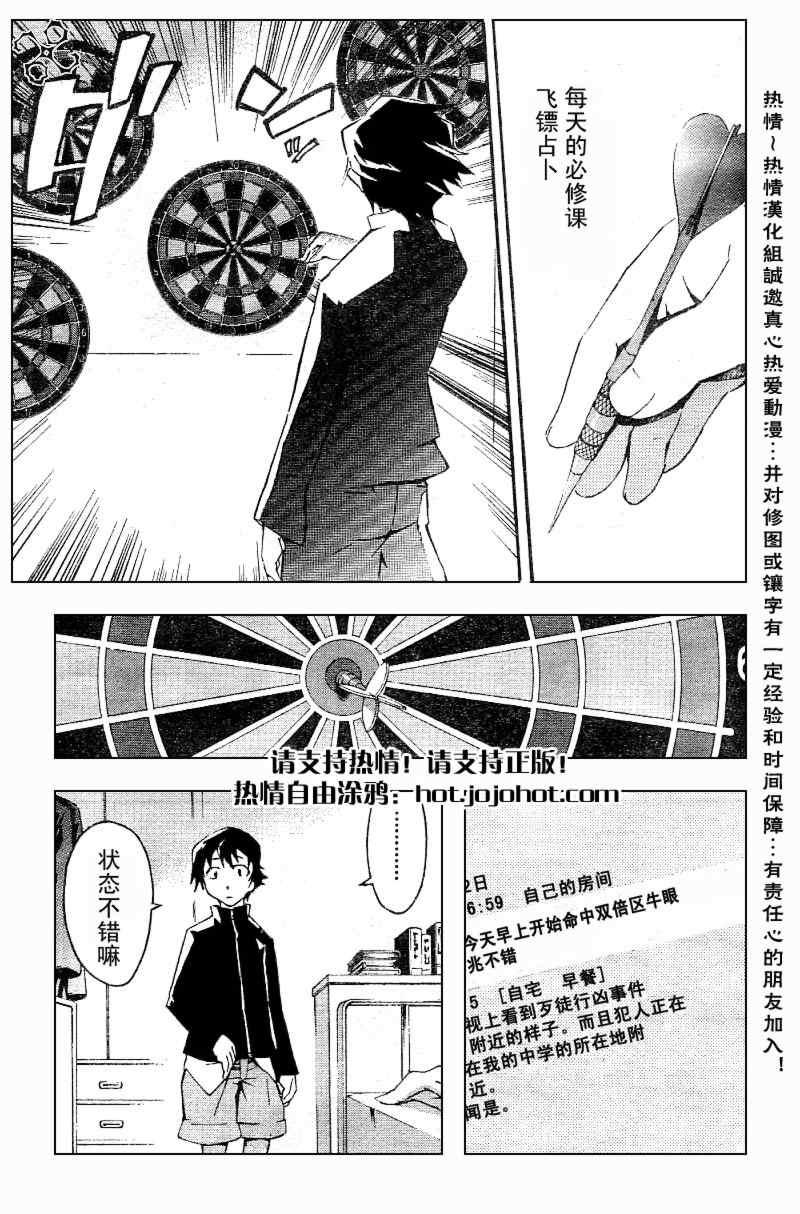 每天的必修课
飞镖占卜
请支持热情！请支持正版！
热情自由涂鸦：hot.jojohot.com
2日
6:59 自己的房间
今天早上开始命中双倍区牛眼
兆不错
5 [自宅 早餐]
视上看到歹徒行凶事件
附近的样子。而且犯人正在
在我的中学的所在地附
近。
闻是。
………
状态不错嘛
热情～热情漢化組誠邀真心热爱動漫…并对修图或镶字有一定经验和时间保障…有责任心的朋友加入！